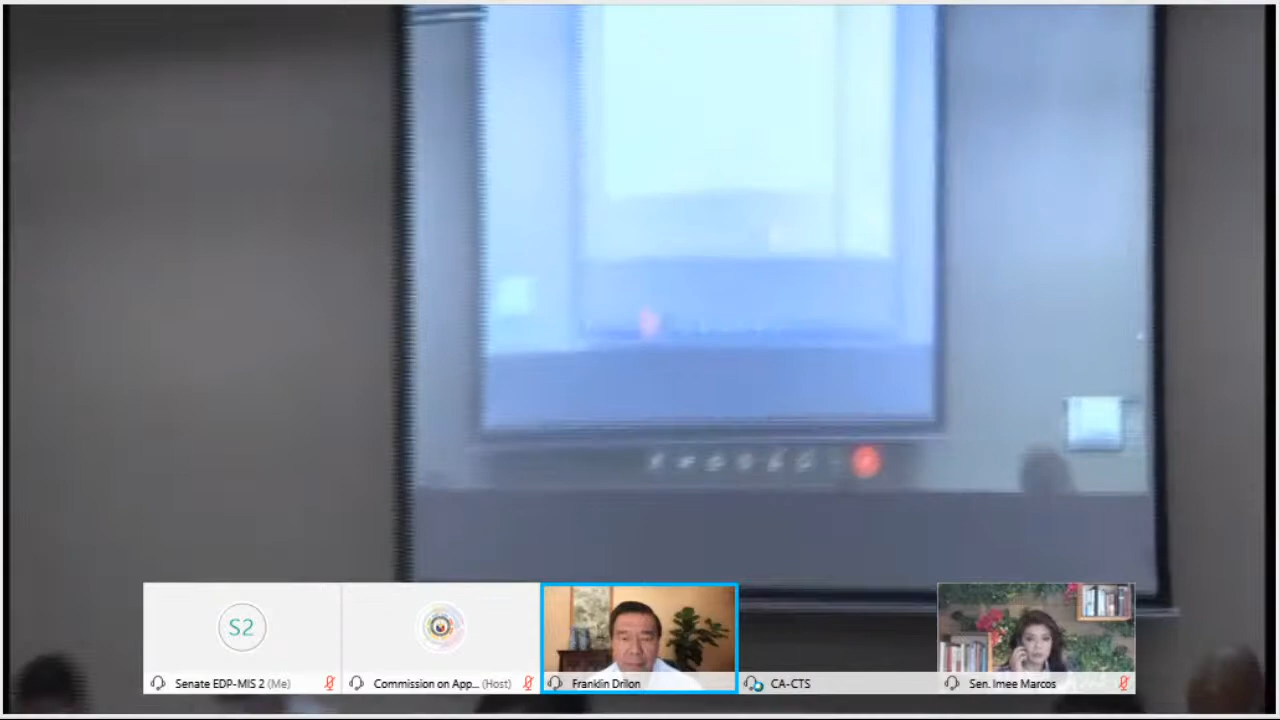 S2
Senate EDP-MIS 2 (Me)
Commission on App... (Host)
Franklin Drilon
CA-CTS
Sen. Imee Marcos